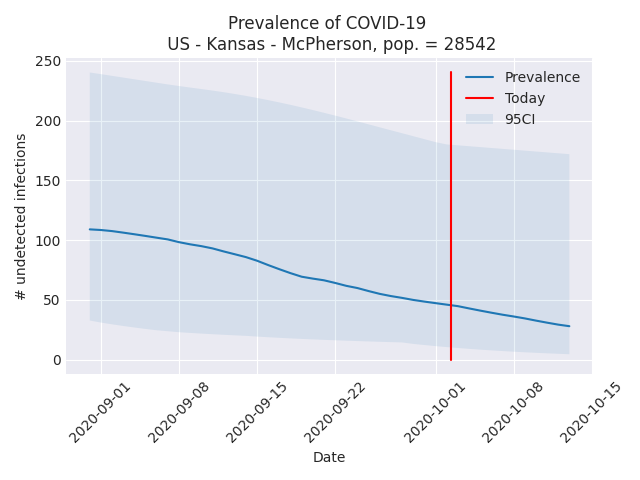 Prevalence of COVID-19
US - Kansas - McPherson, pop. = 28542
250
200
150
100
50
0
# undetected infections
Prevalence
Today
95CI
2020-09-01
2020-09-08
2020-09-15
2020-09-22
2020-10-01
2020-10-08
2020-10-15
Date